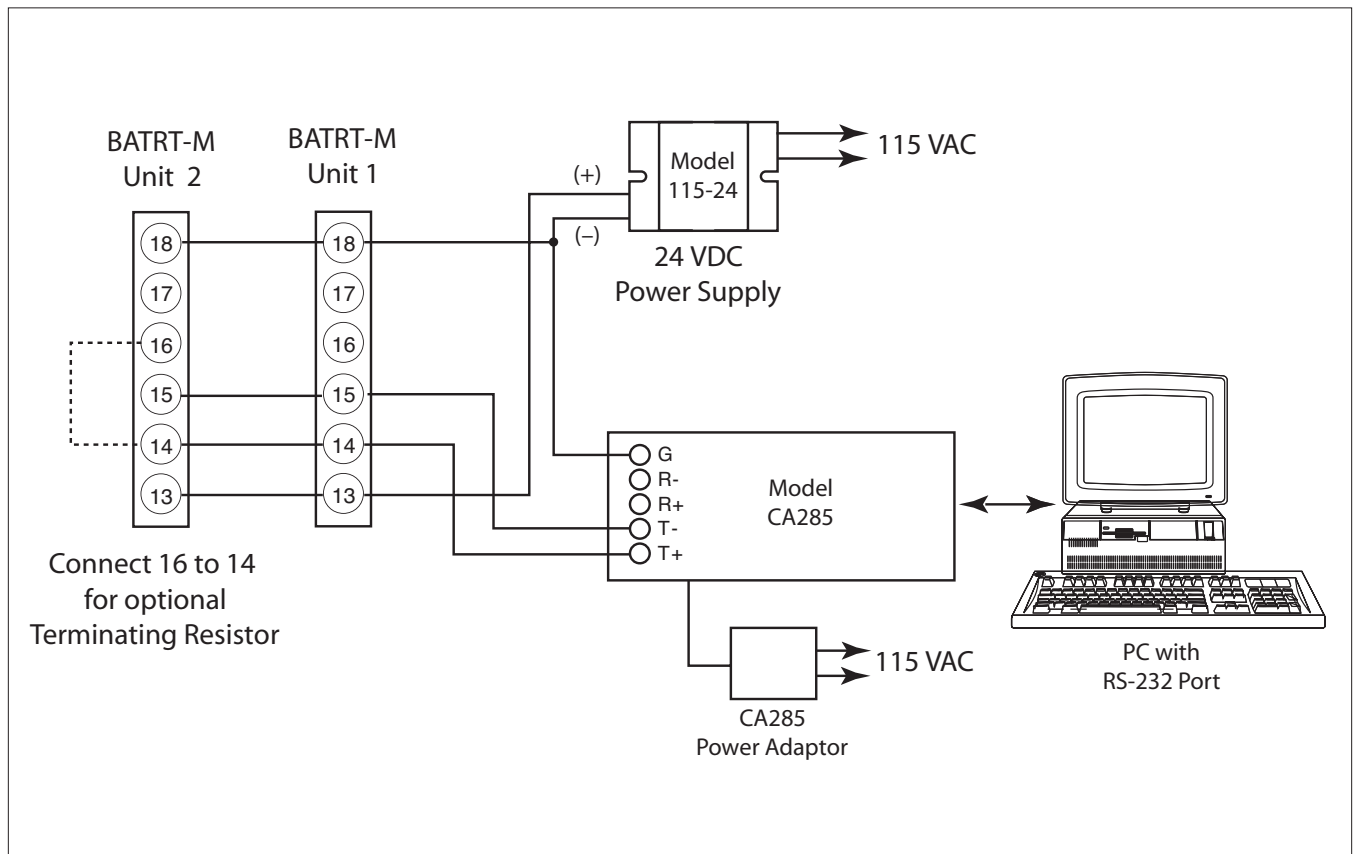 BATRT-M
Unit 2
BATRT-M
Unit 1
18
17
16
15
14
13
18
17
16
15
14
13
Connect 16 to 14
for optional
Terminating Resistor
(+)
(–)
Model
115-24
115 VAC
24 VDC
Power Supply
G
R-
R+
T-
T+
Model
CA285
115 VAC
CA285
Power Adaptor
PC with
RS-232 Port